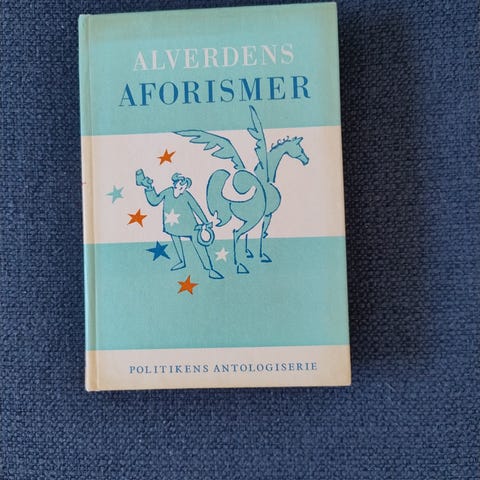 ALVERDENS
AFORISMER
POLITIKENS ANTOLOGISERIE